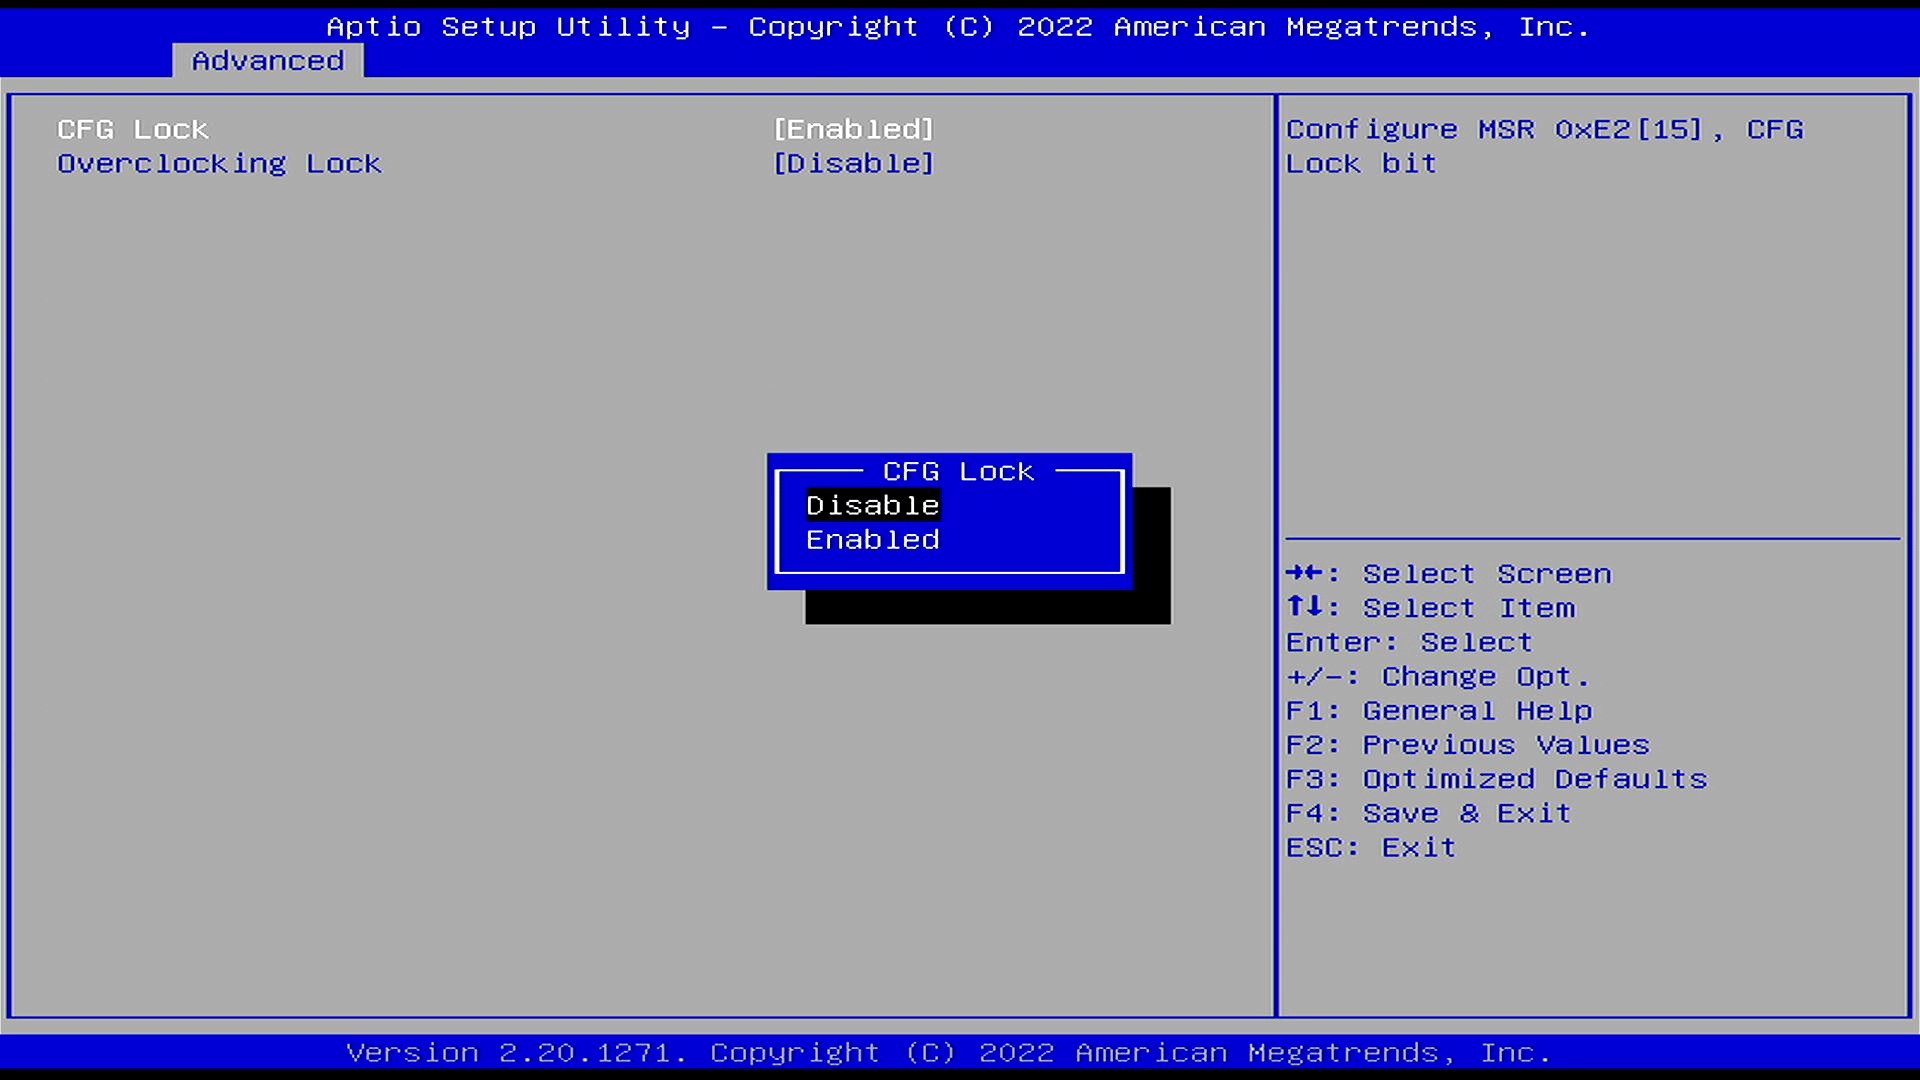 Aptio Setup Utility – Copyright (C) 2022 American Megatrends, Inc.
Advanced
CFG Lock [Enabled]
Overclocking Lock [Disable]
Configure MSR 0xE2[15], CFG
Lock bit
CFG Lock
Disable
Enabled
→←: Select Screen
↑↓: Select Item
Enter: Select
+/-: Change Opt.
F1: General Help
F2: Previous Values
F3: Optimized Defaults
F4: Save & Exit
ESC: Exit
Version 2.20.1271. Copyright (C) 2022 American Megatrends, Inc.